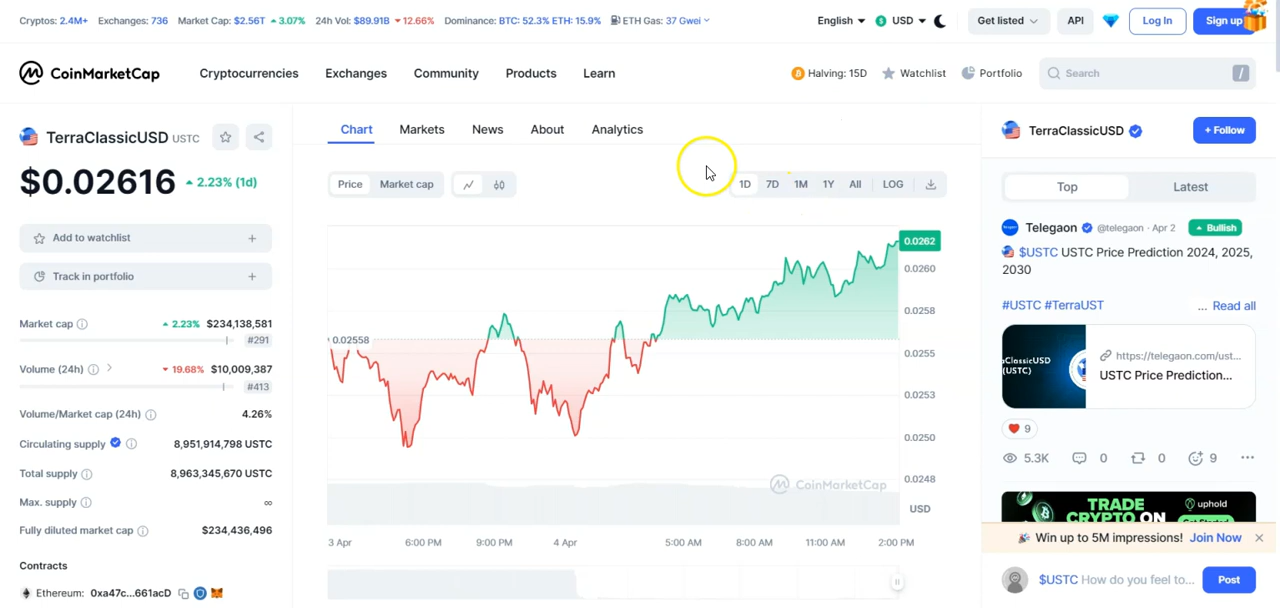 Cryptos: 2.4M+ Exchanges: 736 Market Cap: $2.56T 3.07% 24h Vol: $89.91B 12.66% Dominance: BTC: 52.3% ETH: 15.9% ETH Gas: 37 Gwei English USD Get listed API Log In Sign up
CoinMarketCap Cryptocurrencies Exchanges Community Products Learn Halving: 15D Watchlist Portfolio Search /
TerraClassicUSD USTC
$0.02616 2.23% (1d)
Add to watchlist +
Track in portfolio +
Market cap 2.23% $234,138,581
#291
Volume (24h) 19.68% $10,009,387
#413
Volume/Market cap (24h) 4.26%
Circulating supply 8,951,914,798 USTC
Total supply 8,963,345,670 USTC
Max. supply ∞
Fully diluted market cap $234,436,496
Contracts
Ethereum: 0xa47c...661acD
Chart Markets News About Analytics
Price Market cap 1D 7D 1M 1Y All LOG
0.0262
0.0260
0.0258
0.02558
0.0255
0.0253
0.0250
0.0248
CoinMarketCap
USD
3 Apr 6:00 PM 9:00 PM 4 Apr 5:00 AM 8:00 AM 11:00 AM 2:00 PM
TerraClassicUSD + Follow
Top Latest
Telegaon @telegaon · Apr 2 Bullish
$USTC USTC Price Prediction 2024, 2025,
2030
#USTC #TerraUST ... Read all
aClassicUSD
(USTC)
https://telegaon.com/ust...
USTC Price Prediction...
9
5.3K 0 0 9
TRADE
CRYPTO ON
uphold
Win up to 5M impressions! Join Now
$USTC How do you feel to... Post